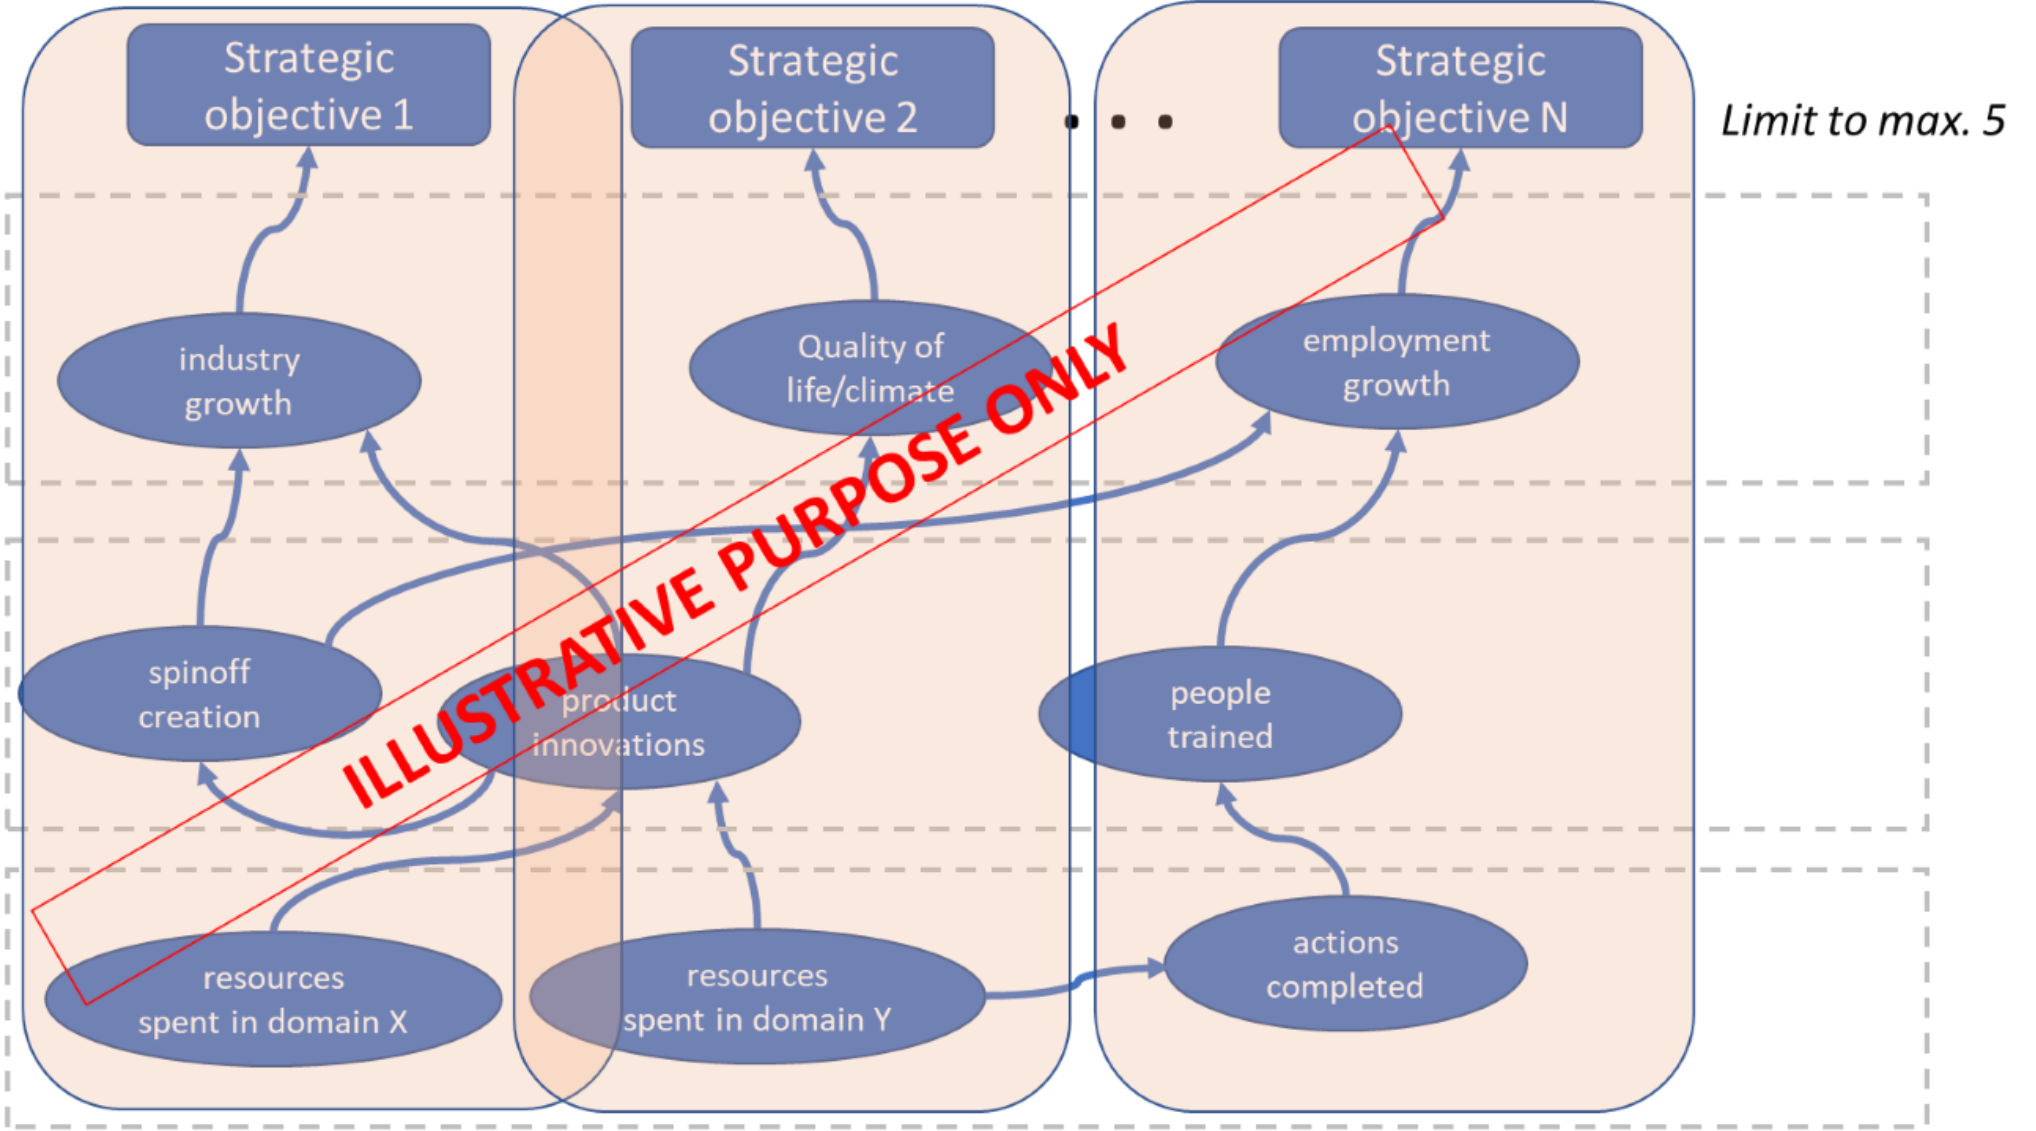 Strategic
objective 1
Strategic
objective 2
. . .
Strategic
objective N
Limit to max. 5
industry
growth
Quality of
life/climate
employment
growth
spinoff
creation
product
innovations
people
trained
resources
spent in domain X
resources
spent in domain Y
actions
completed
ILLUSTRATIVE PURPOSE ONLY